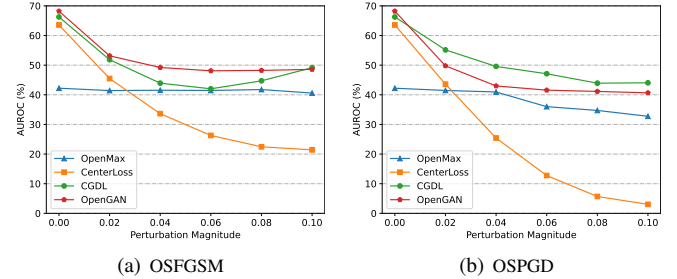 70
60
50
40
30
20
10
0
AUROC (%)
OpenMax
CenterLoss
CGDL
OpenGAN
0.00 0.02 0.04 0.06 0.08 0.10
Perturbation Magnitude
(a) OSFGSM
70
60
50
40
30
20
10
0
AUROC (%)
OpenMax
CenterLoss
CGDL
OpenGAN
0.00 0.02 0.04 0.06 0.08 0.10
Perturbation Magnitude
(b) OSPGD